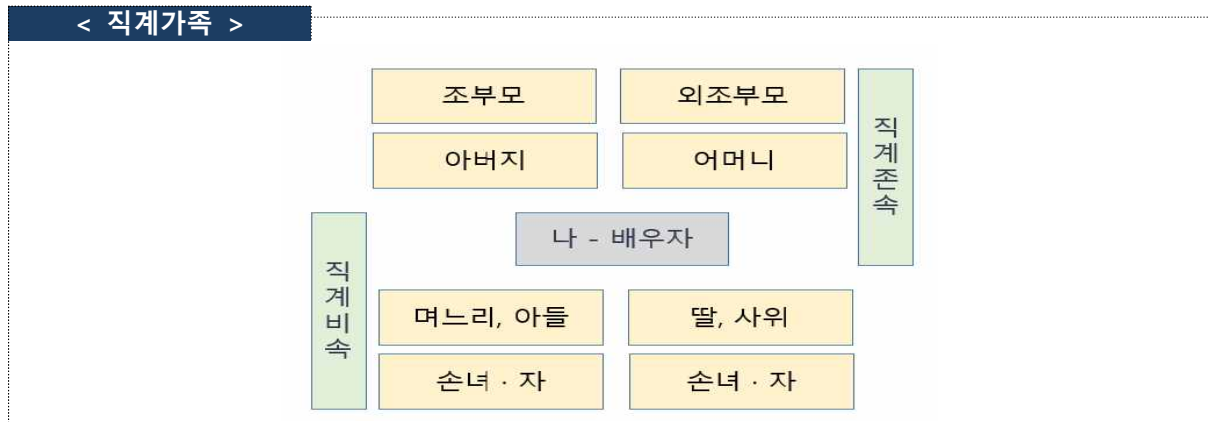 < 직계가족 >
조부모 외조부모
아버지 어머니
직계존속
나 - 배우자
직계비속
며느리, 아들 딸, 사위
손녀 · 자 손녀 · 자